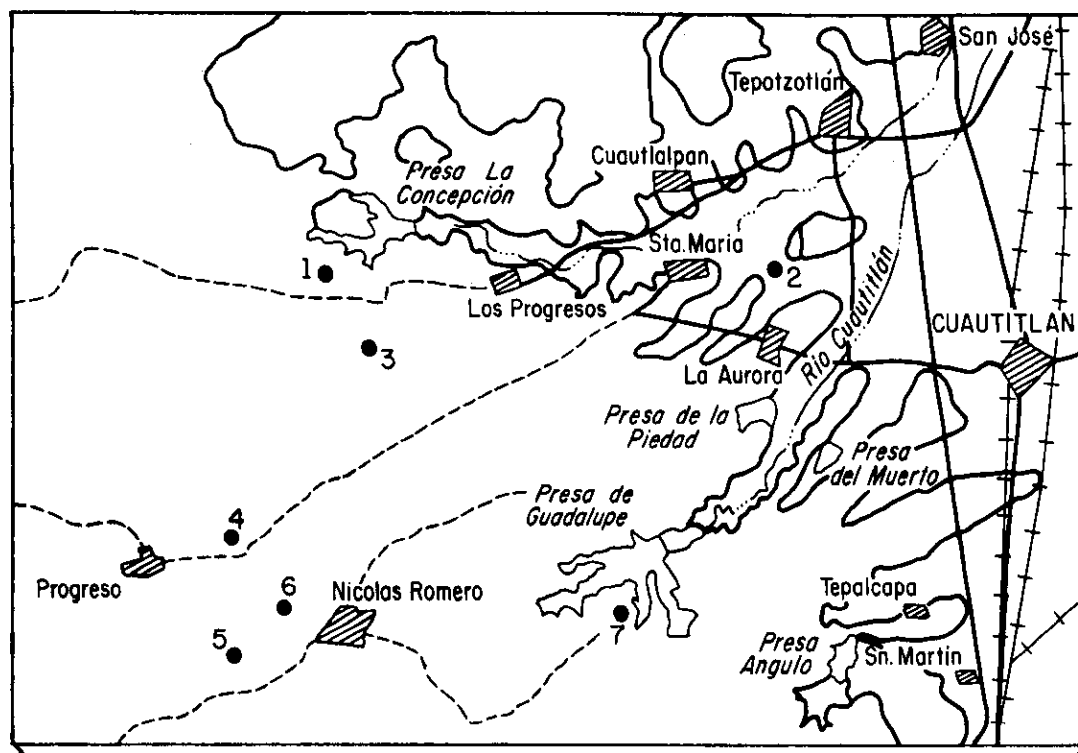 San José
Tepotzotlán
Cuautlalpan
Presa La
Concepción
Sta. Maria
1
2
Los Progresos
Río Cuautitlán
CUAUTITLAN
3
La Aurora
Presa de la
Piedad
Presa
del Muerto
Presa de
Guadalupe
4
Progreso
6
Nicolas Romero
Tepalcapa
7
5
Presa
Angulo
Sn. Martín